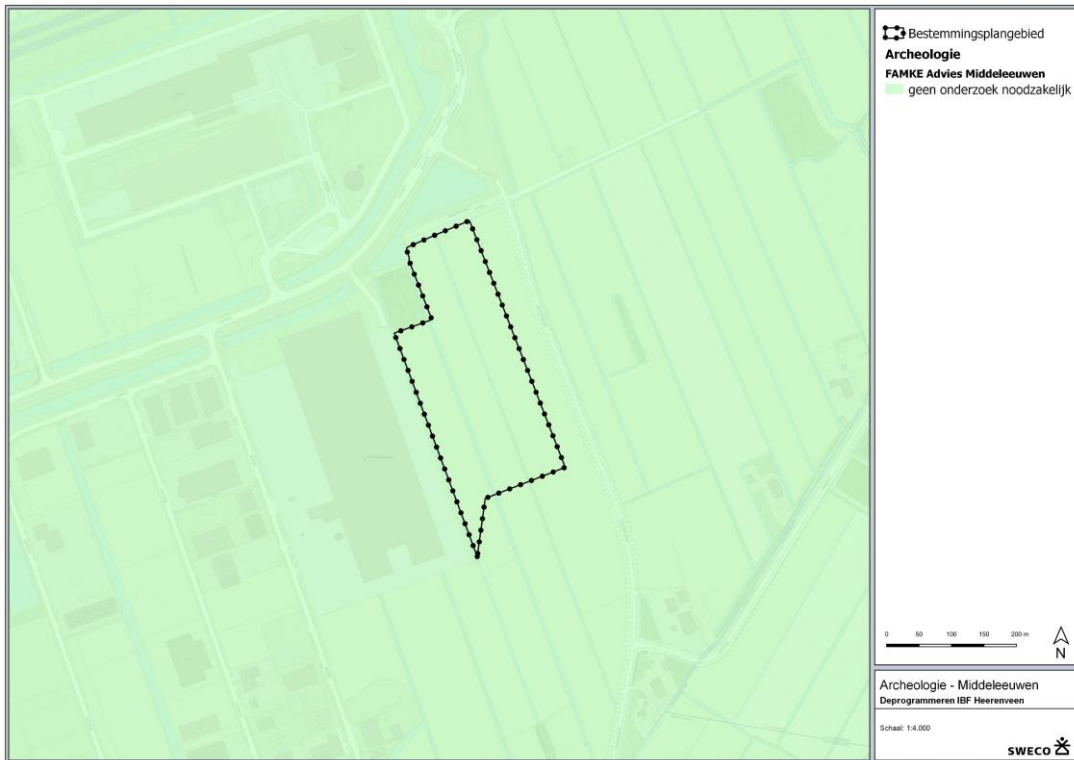 Bestemmingsplangebied
Archeologie
FAMKE Advies Middeleeuwen
geen onderzoek noodzakelijk
0 50 100 150 200 m
N
Archeologie - Middeleeuwen
Deprogrammeren IBF Heerenveen
Schaal: 1:4.000
SWECO